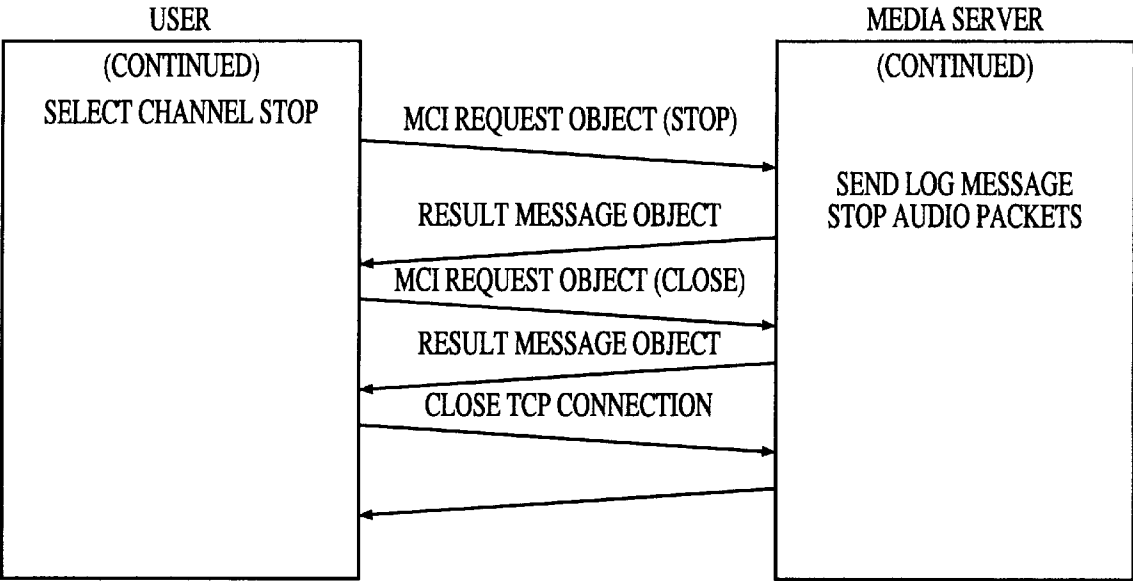 USER
MEDIA SERVER
(CONTINUED)
(CONTINUED)
SELECT CHANNEL STOP
MCI REQUEST OBJECT (STOP)
SEND LOG MESSAGE
STOP AUDIO PACKETS
RESULT MESSAGE OBJECT
MCI REQUEST OBJECT (CLOSE)
RESULT MESSAGE OBJECT
CLOSE TCP CONNECTION